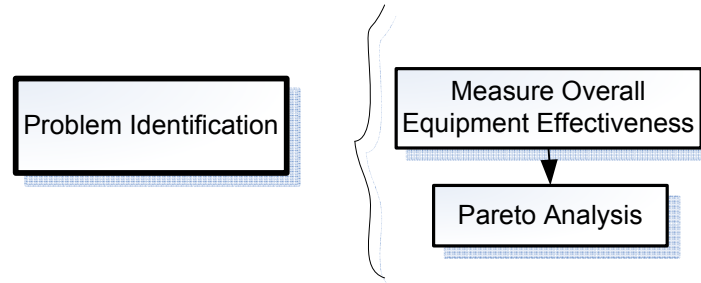 Problem Identification
Measure Overall
Equipment Effectiveness
Pareto Analysis